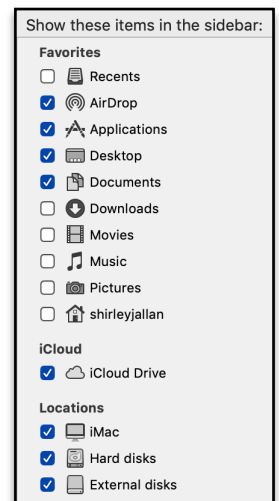 Show these items in the sidebar:
Favorites
Recents
AirDrop
Applications
Desktop
Documents
Downloads
Movies
Music
Pictures
shirleyjallan
iCloud
iCloud Drive
Locations
iMac
Hard disks
External disks